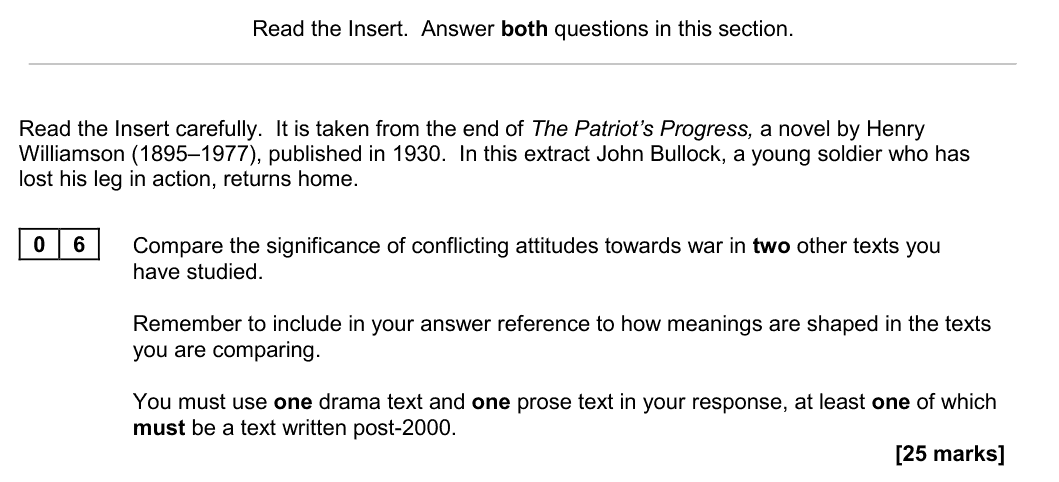 Read the Insert.  Answer both questions in this section.
Read the Insert carefully.  It is taken from the end of The Patriot's Progress, a novel by Henry
Williamson (1895–1977), published in 1930.  In this extract John Bullock, a young soldier who has
lost his leg in action, returns home.
0 6 Compare the significance of conflicting attitudes towards war in two other texts you
have studied.
Remember to include in your answer reference to how meanings are shaped in the texts
you are comparing.
You must use one drama text and one prose text in your response, at least one of which
must be a text written post-2000.
[25 marks]